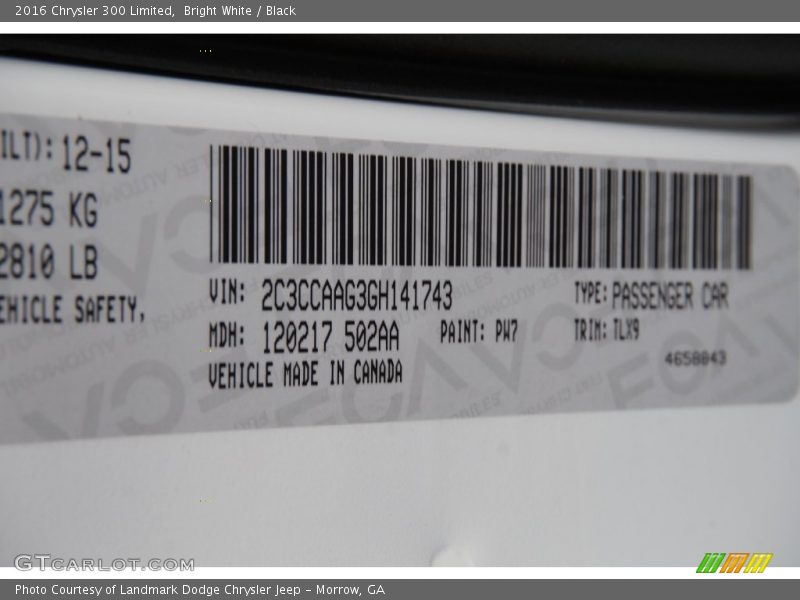 2016 Chrysler 300 Limited, Bright White / Black
ILT): 12-15
1275 KG
2810 LB
EHICLE SAFETY,
VIN: 2C3CCAAG3GH141743
TYPE: PASSENGER CAR
MDH: 120217 502AA
PAINT: PW7
TRIM: TLX9
VEHICLE MADE IN CANADA
4658843
GTCARLOT.COM
Photo Courtesy of Landmark Dodge Chrysler Jeep – Morrow, GA